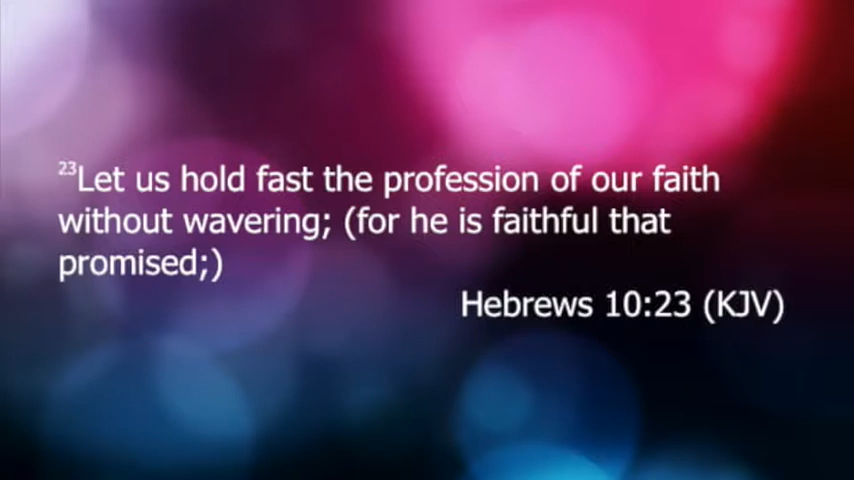 23Let us hold fast the profession of our faith
without wavering; (for he is faithful that
promised;)
Hebrews 10:23 (KJV)